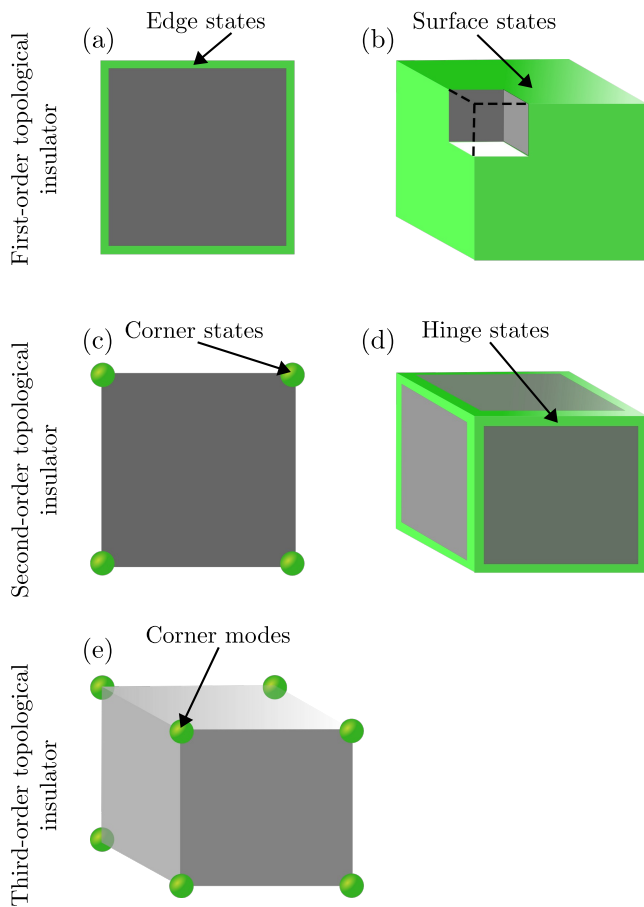 First-order topological
insulator
(a)
Edge states
(b)
Surface states
Second-order topological
insulator
(c)
Corner states
(d)
Hinge states
Third-order topological
insulator
(e)
Corner modes